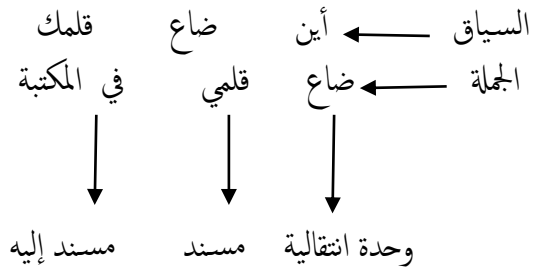 السياق أين ضاع قلمك
الجملة ضاع قلمي في المكتبة
وحدة انتقالية مسند مسند إليه